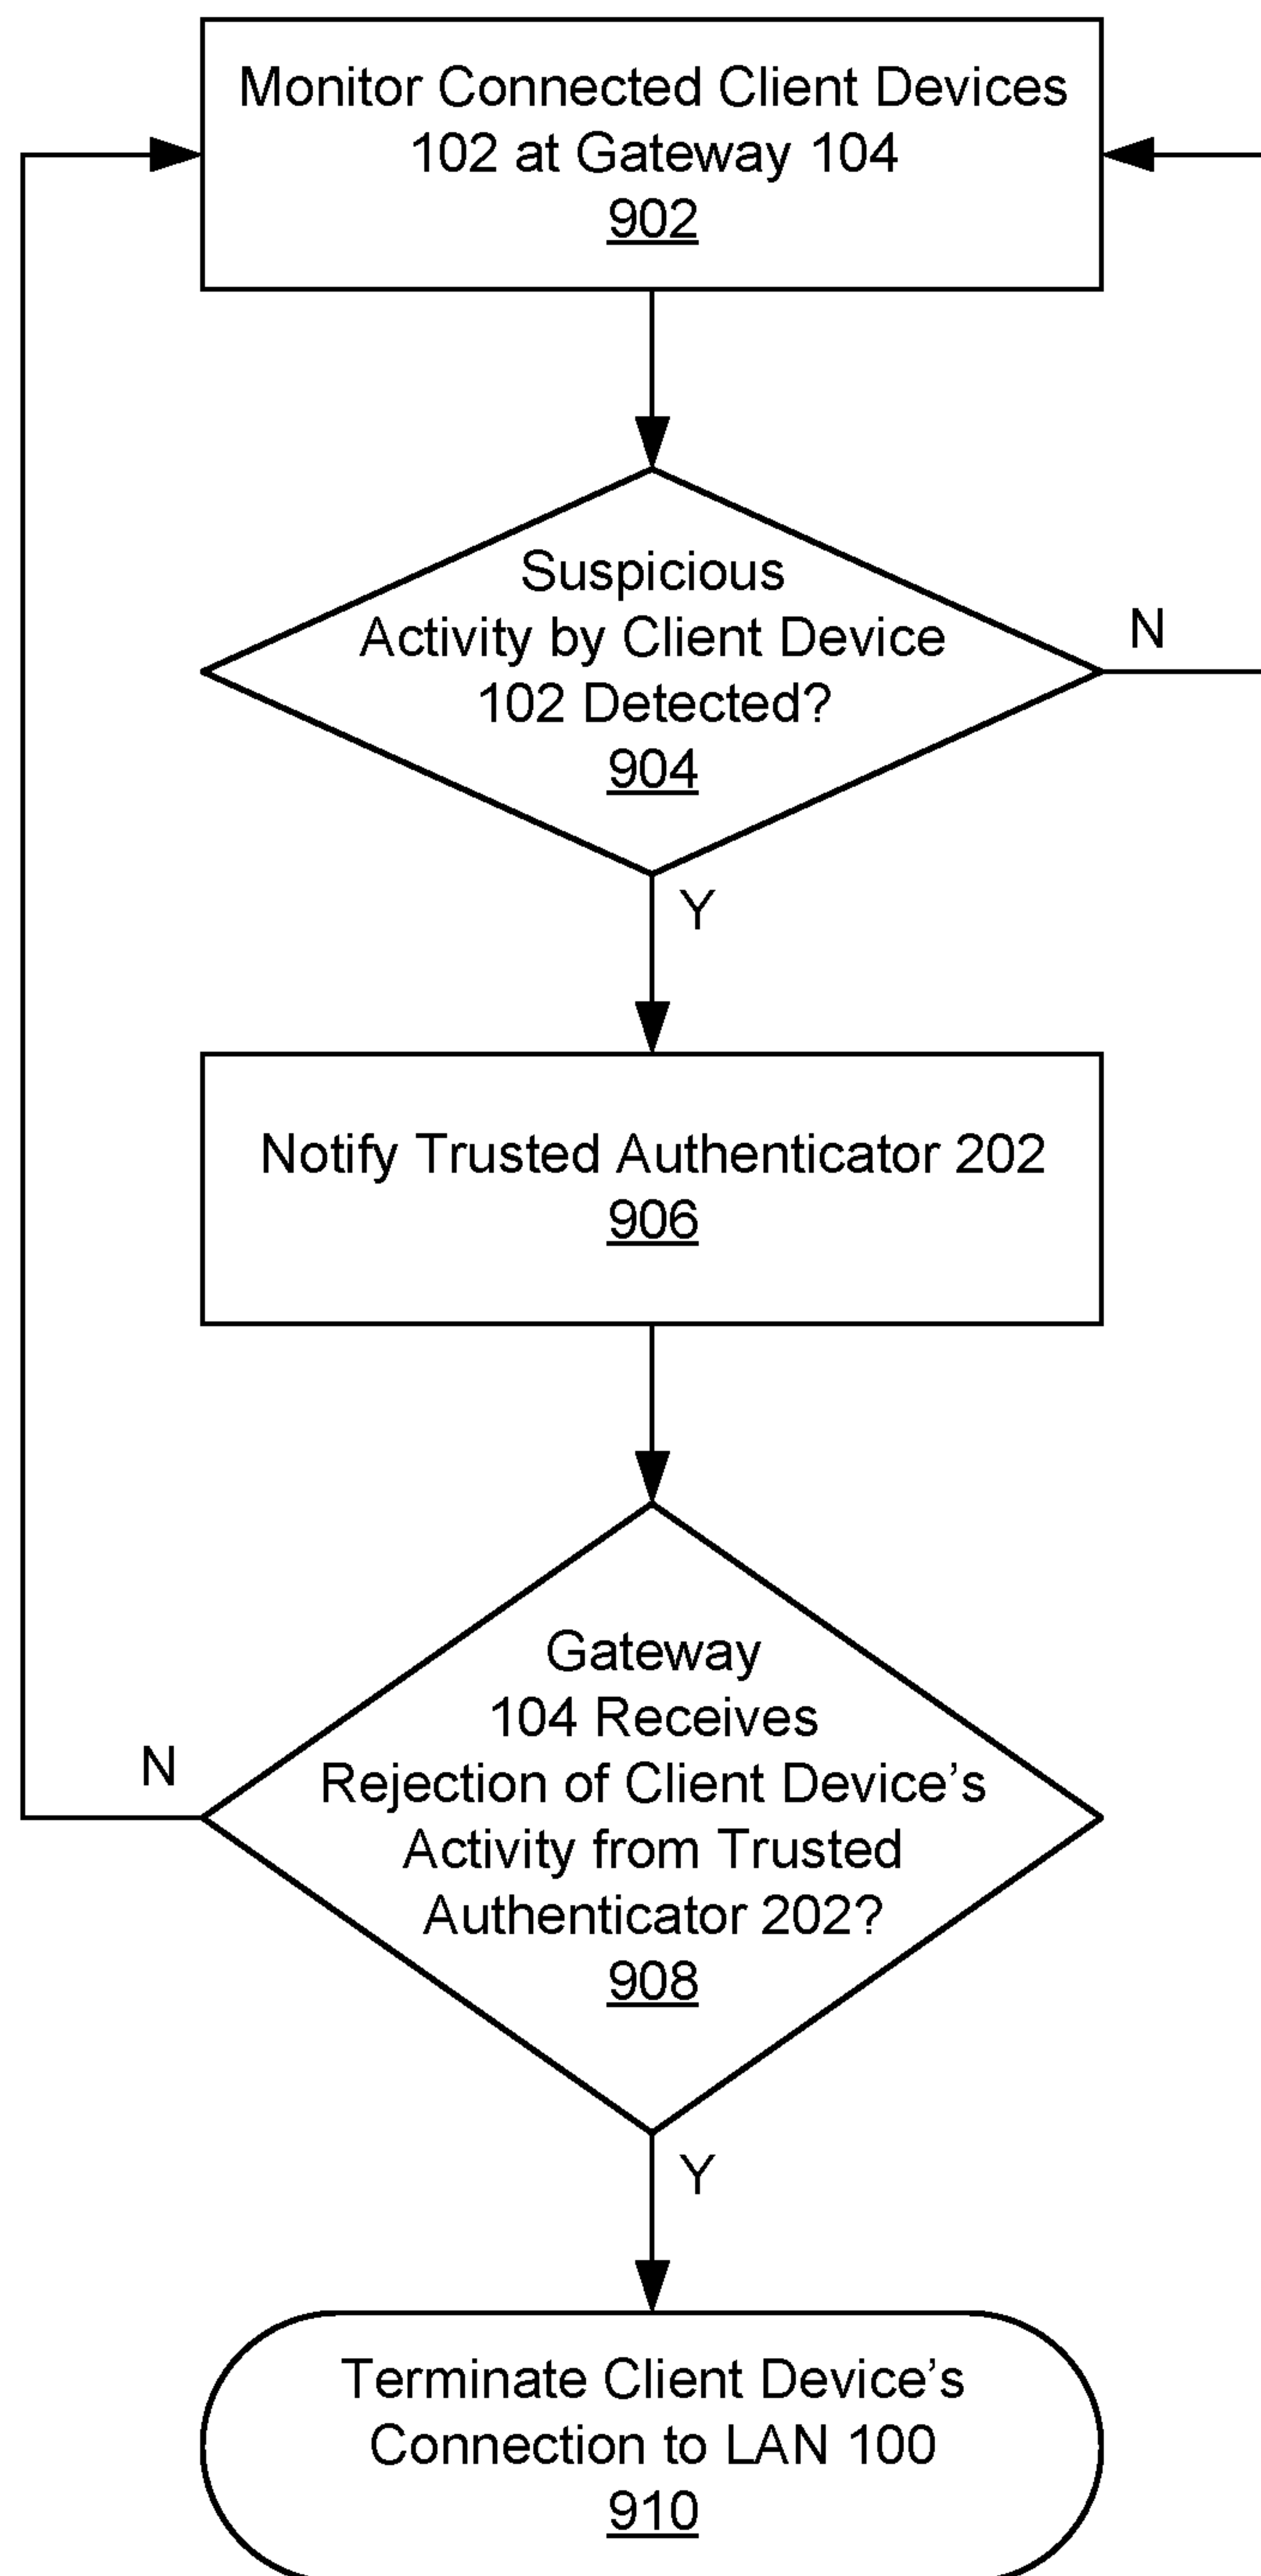 Monitor Connected Client Devices
102 at Gateway 104
902
Suspicious
Activity by Client Device
102 Detected?
904
N
Y
Notify Trusted Authenticator 202
906
Gateway
104 Receives
Rejection of Client Device’s
Activity from Trusted
Authenticator 202?
908
N
Y
Terminate Client Device’s
Connection to LAN 100
910